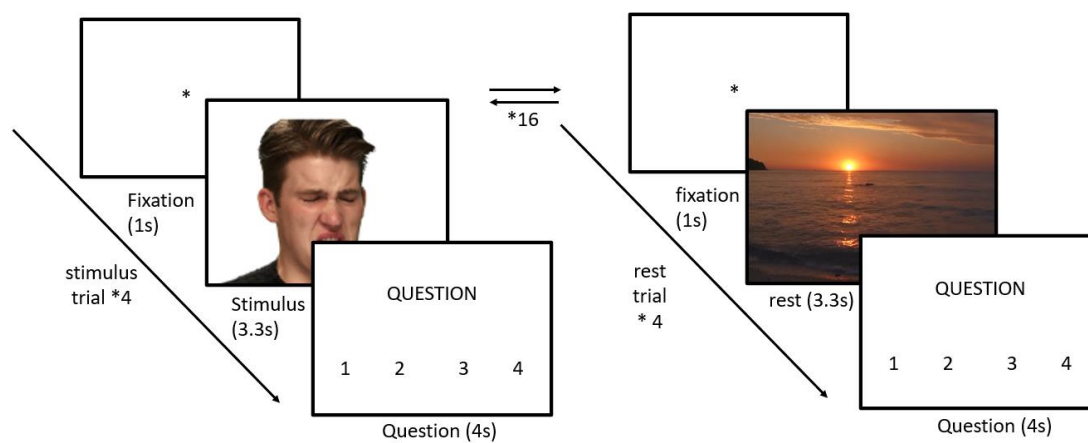 *
Fixation
(1s)
stimulus
trial *4
Stimulus
(3.3s)
QUESTION
1 2 3 4
Question (4s)
*16
*
fixation
(1s)
rest
trial
* 4
rest (3.3s)
QUESTION
1 2 3 4
Question (4s)